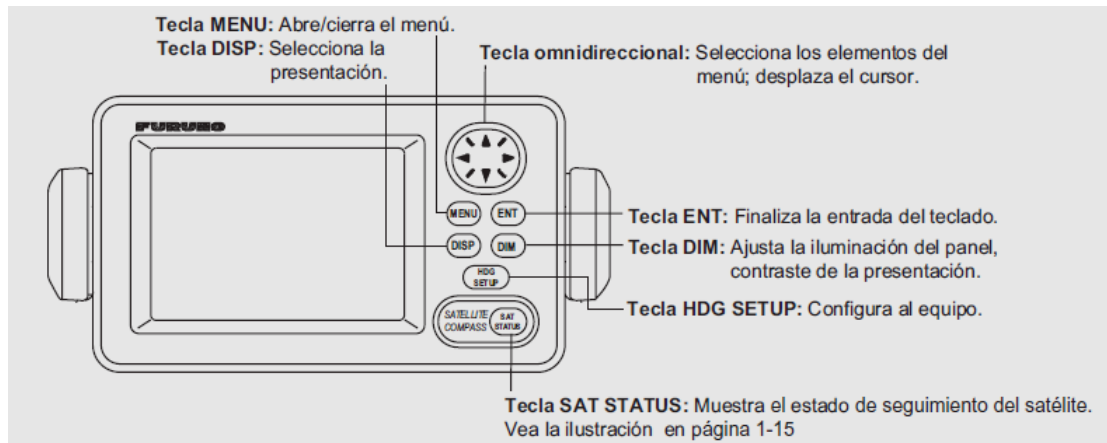 Tecla MENU: Abre/cierra el menú.
Tecla DISP: Selecciona la
presentación.
Tecla omnidireccional: Selecciona los elementos del
menú; desplaza el cursor.
FURUNO
MENU
ENT
DISP
DIM
HDG
SETUP
SATELLITE
COMPASS
SAT
STATUS
Tecla ENT: Finaliza la entrada del teclado.
Tecla DIM: Ajusta la iluminación del panel,
contraste de la presentación.
Tecla HDG SETUP: Configura al equipo.
Tecla SAT STATUS: Muestra el estado de seguimiento del satélite.
Vea la ilustración en página 1-15